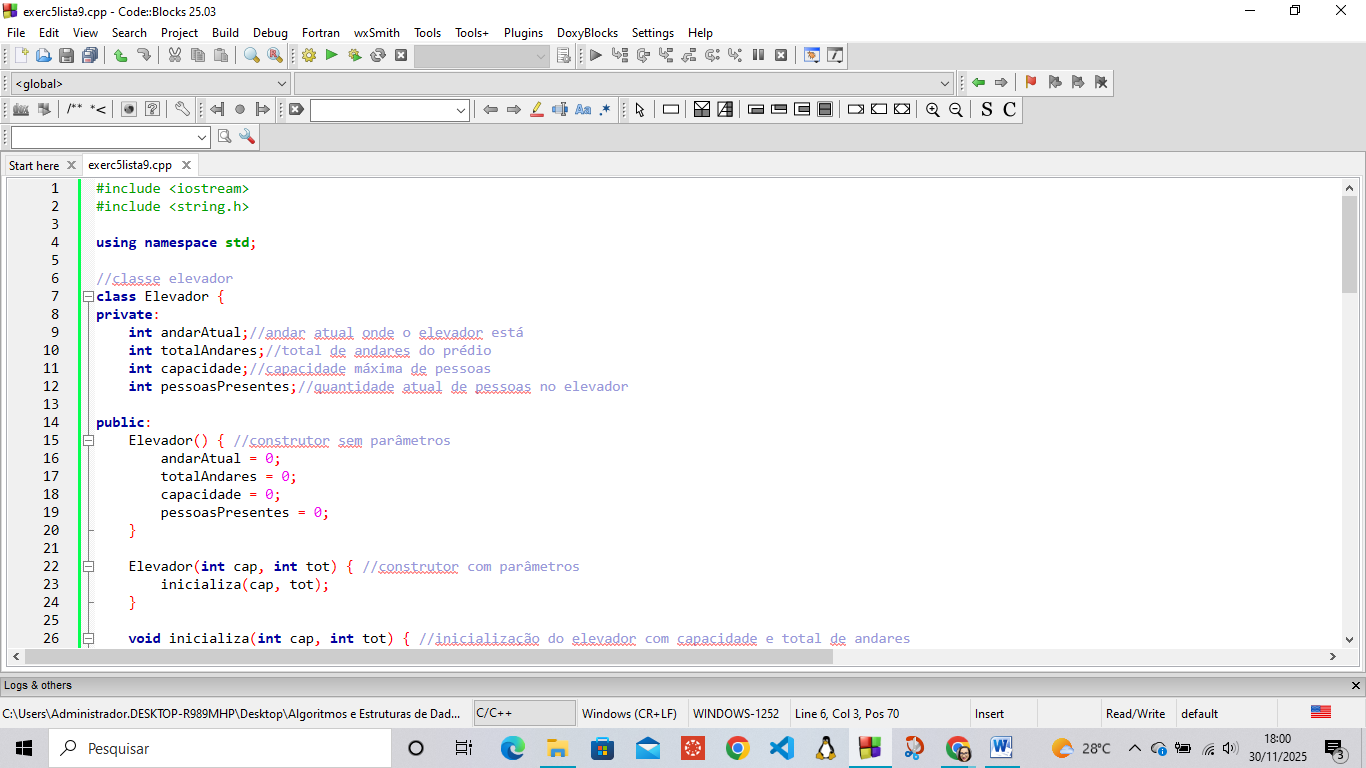 exerc5lista9.cpp - Code::Blocks 25.03
File Edit View Search Project Build Debug Fortran wxSmith Tools Tools+ Plugins DoxyBlocks Settings Help
<global>
/** *<
Aa .*
S C
Start here exerc5lista9.cpp
1 #include <iostream>
2 #include <string.h>
3
4 using namespace std;
5
6 //classe elevador
7 class Elevador {
8 private:
9 int andarAtual;//andar atual onde o elevador está
10 int totalAndares;//total de andares do prédio
11 int capacidade;//capacidade máxima de pessoas
12 int pessoasPresentes;//quantidade atual de pessoas no elevador
13
14 public:
15 Elevador() { //construtor sem parâmetros
16 andarAtual = 0;
17 totalAndares = 0;
18 capacidade = 0;
19 pessoasPresentes = 0;
20 }
21
22 Elevador(int cap, int tot) { //construtor com parâmetros
23 inicializa(cap, tot);
24 }
25
26 void inicializa(int cap, int tot) { //inicialização do elevador com capacidade e total de andares
Logs & others
C:\Users\Administrador.DESKTOP-R989MHP\Desktop\Algoritmos e Estruturas de Dad... C/C++ Windows (CR+LF) WINDOWS-1252 Line 6, Col 3, Pos 70 Insert Read/Write default
Pesquisar 28°C 18:00
30/11/2025 3